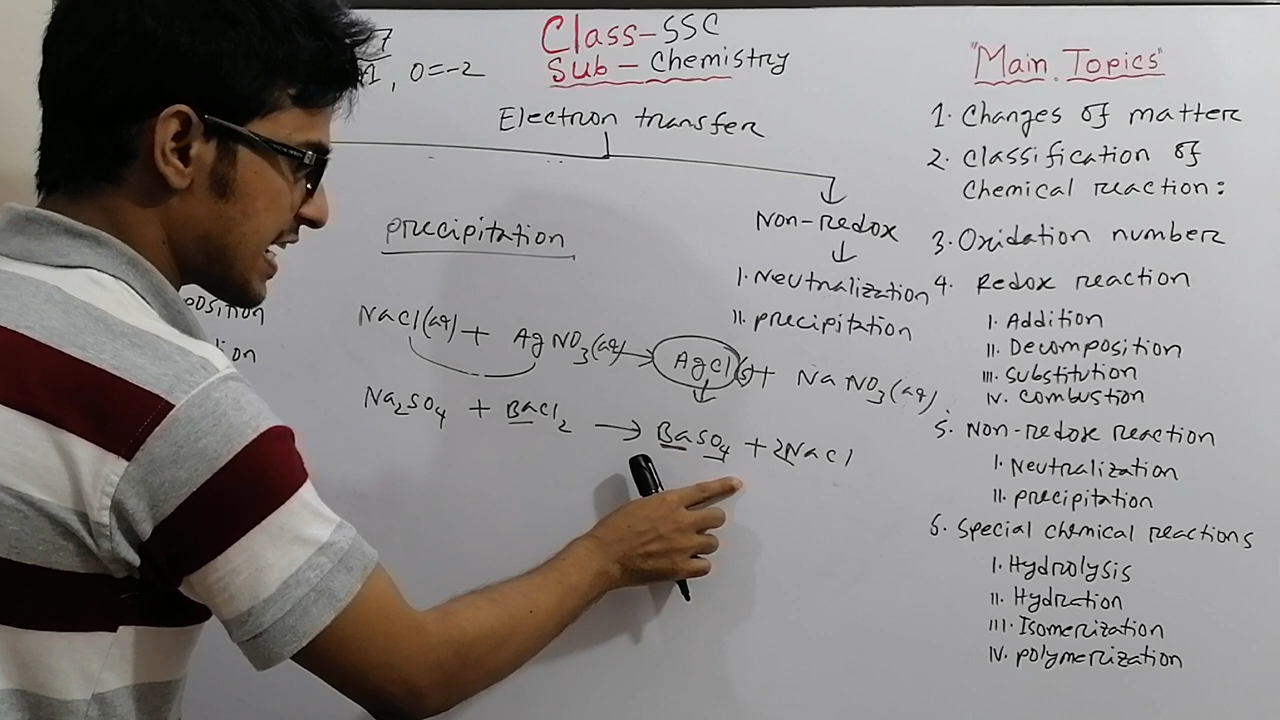 Class-SSC
Sub-Chemistry
7
, O=-2
Electron transfer
precipitation
Non-Redox
↓
I. Neutralization
II. precipitation
position
on
NaCl(aq) + AgNO3(aq) → AgCl(s) + NaNO3(aq)
↓
Na2SO4 + BaCl2 → BaSO4 + 2NaCl
"Main Topics"
1. Changes of matter
2. Classification of
Chemical reaction:
3. Oxidation number
4. Redox reaction
I. Addition
II. Decomposition
III. substitution
IV. combustion
5. Non-redox reaction
I. Neutralization
II. precipitation
6. Special chemical reactions
I. Hydrolysis
II. Hydration
III. Isomerization
IV. polymerization